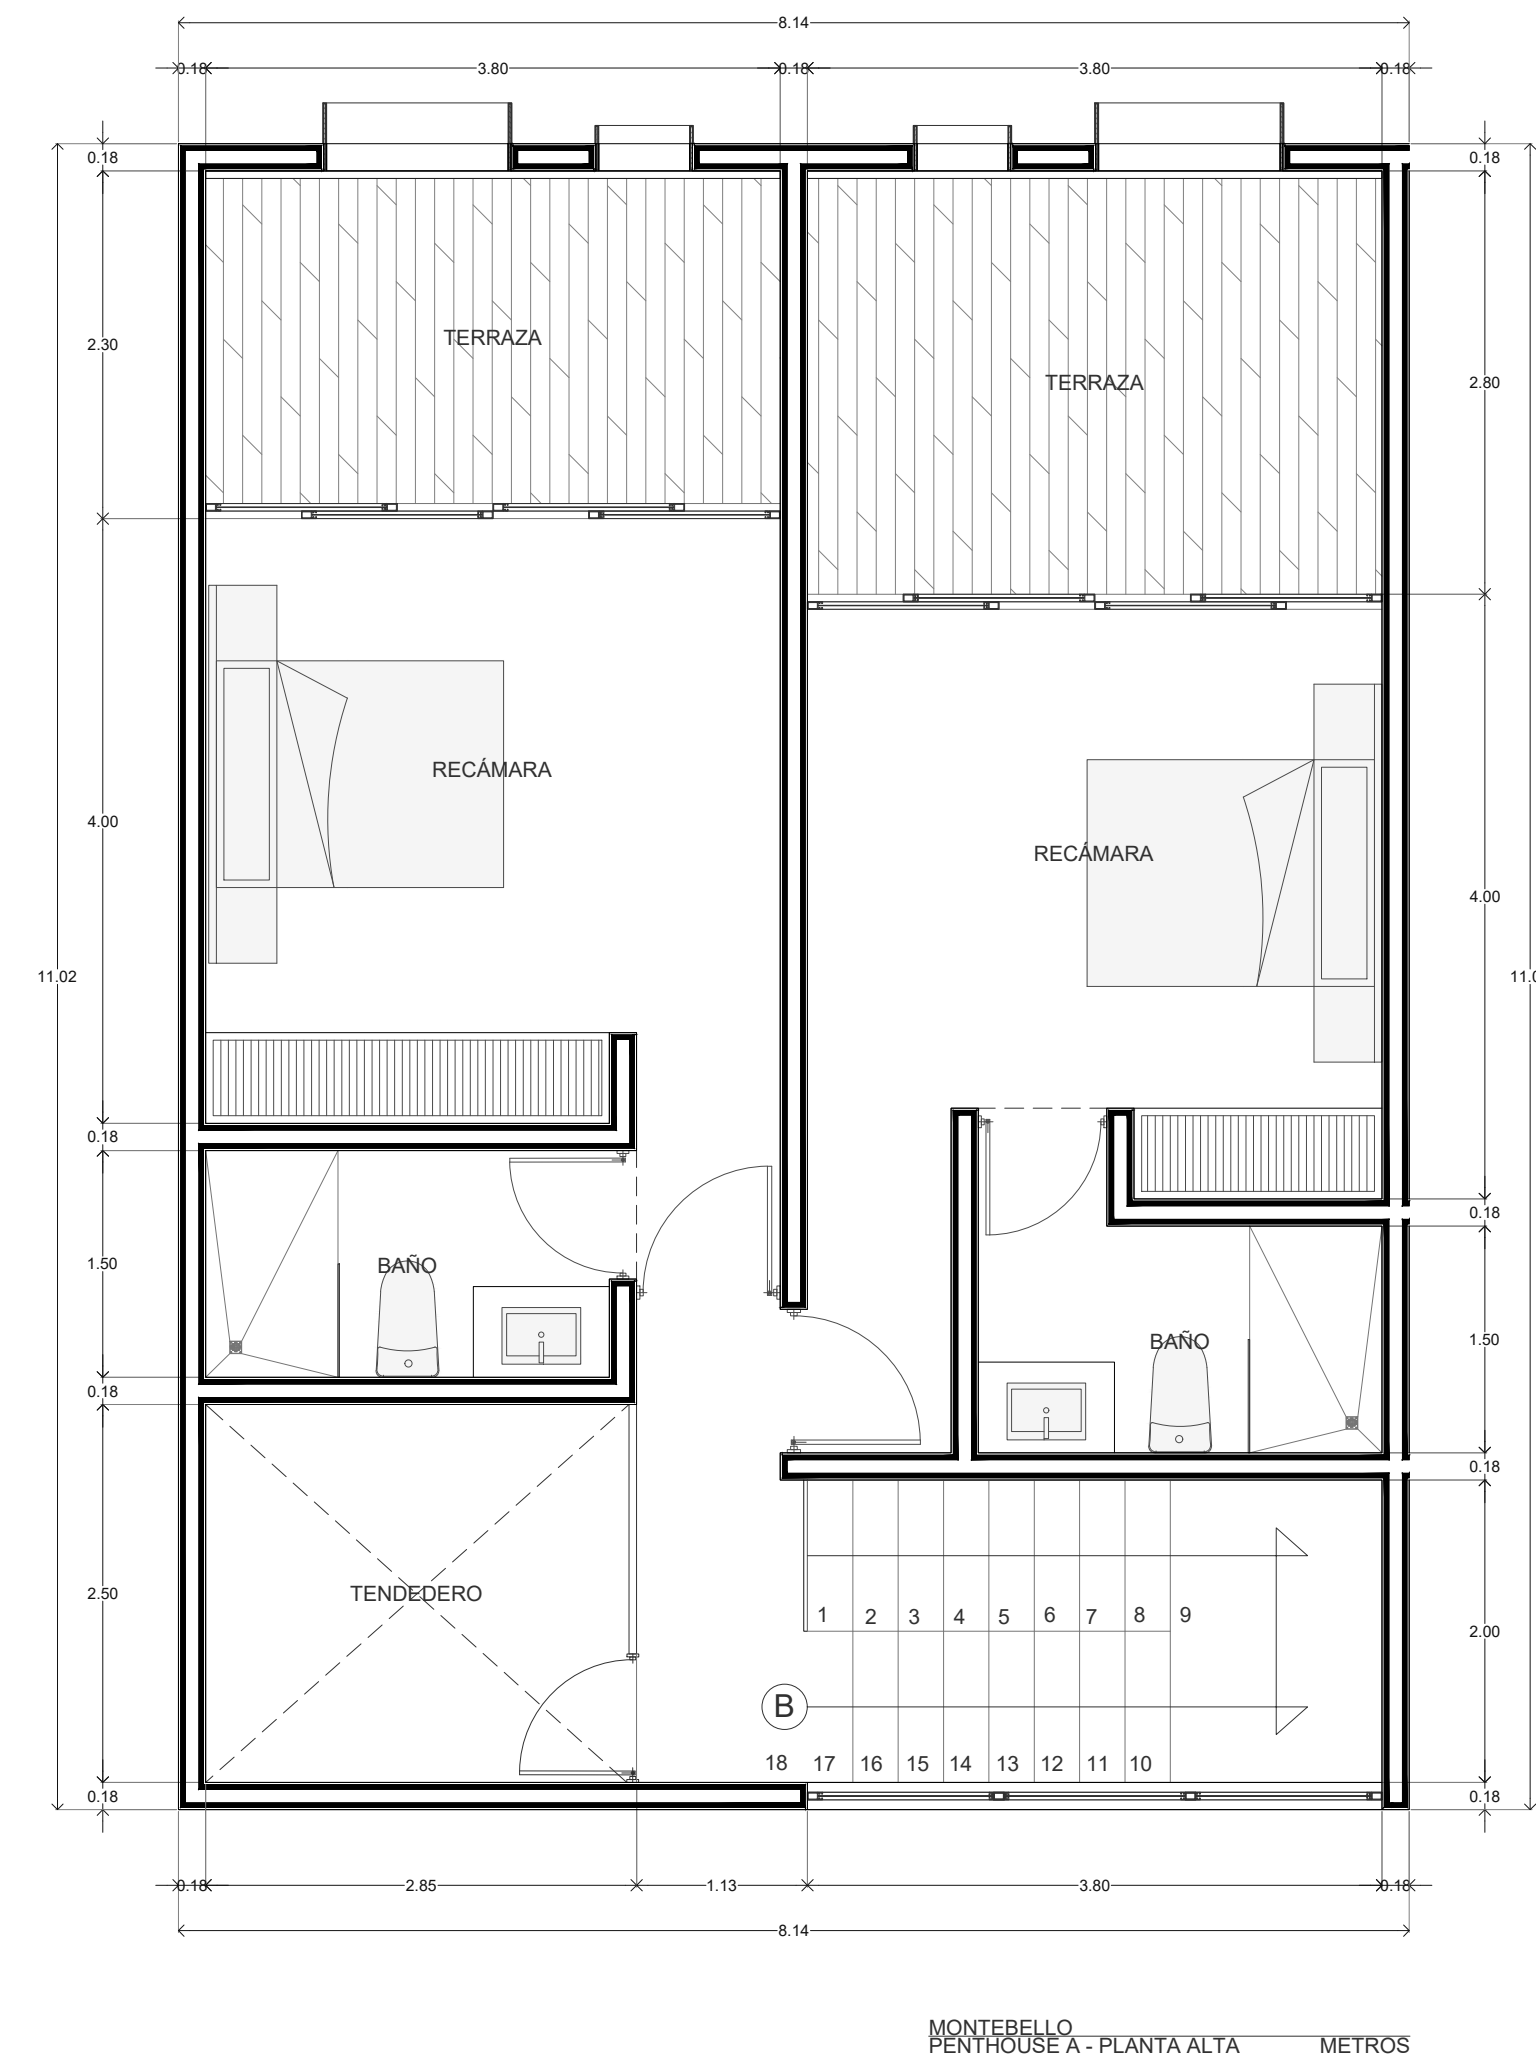 8.14
0.18 3.80 0.18 3.80 0.18
0.18 0.18
2.30 TERRAZA
TERRAZA 2.80
RECÁMARA
4.00 RECÁMARA
4.00
11.02 11.0
0.18
0.18
1.50 BAÑO
BAÑO 1.50
0.18
0.18
2.50 TENDEDERO
1 2 3 4 5 6 7 8 9
2.00
B
18 17 16 15 14 13 12 11 10
0.18 0.18
0.18 2.85 1.13 3.80 0.18
8.14
MONTEBELLO
PENTHOUSE A - PLANTA ALTA METROS